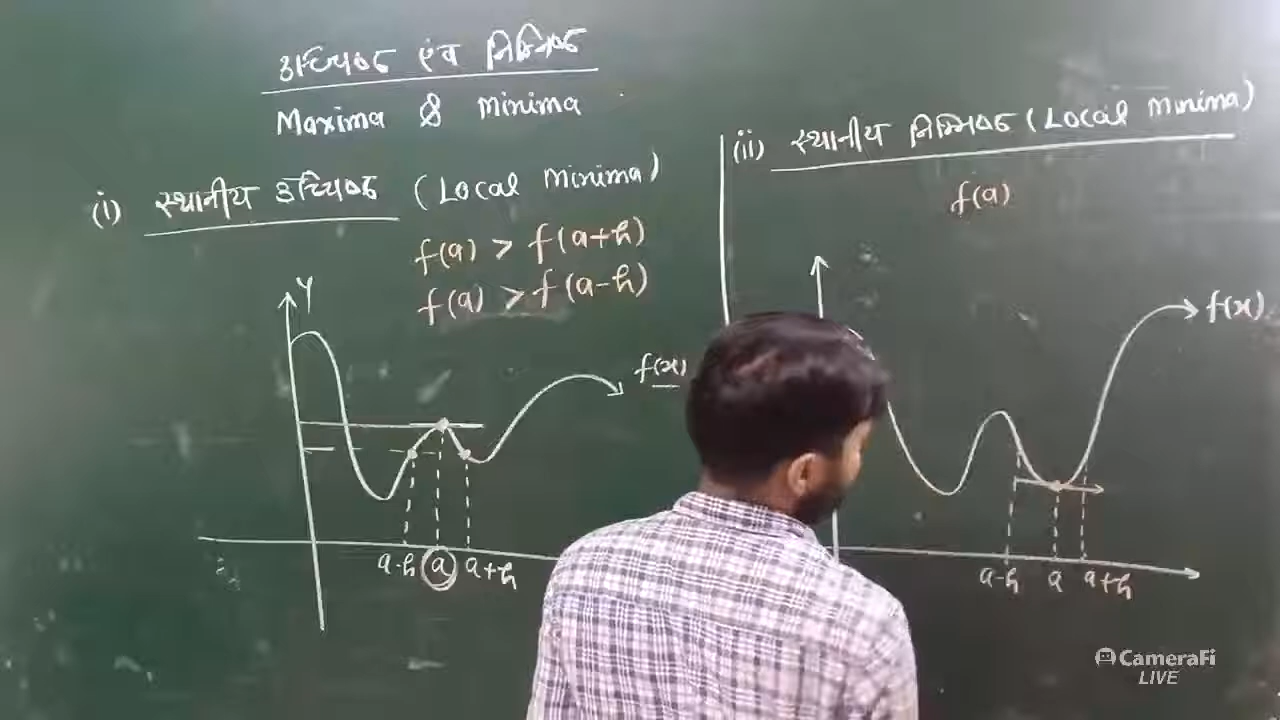 उच्चिष्ठ एवं निम्निष्ठ
Maxima & Minima
(i) स्थानीय उच्चिष्ठ (Local Minima)
f(a) > f(a+h)
f(a) > f(a-h)
Y
f(x)
a-h a a+h
(ii) स्थानीय निम्निष्ठ (Local Minima)
f(a)
f(x)
a-h a a+h
CameraFi
LIVE